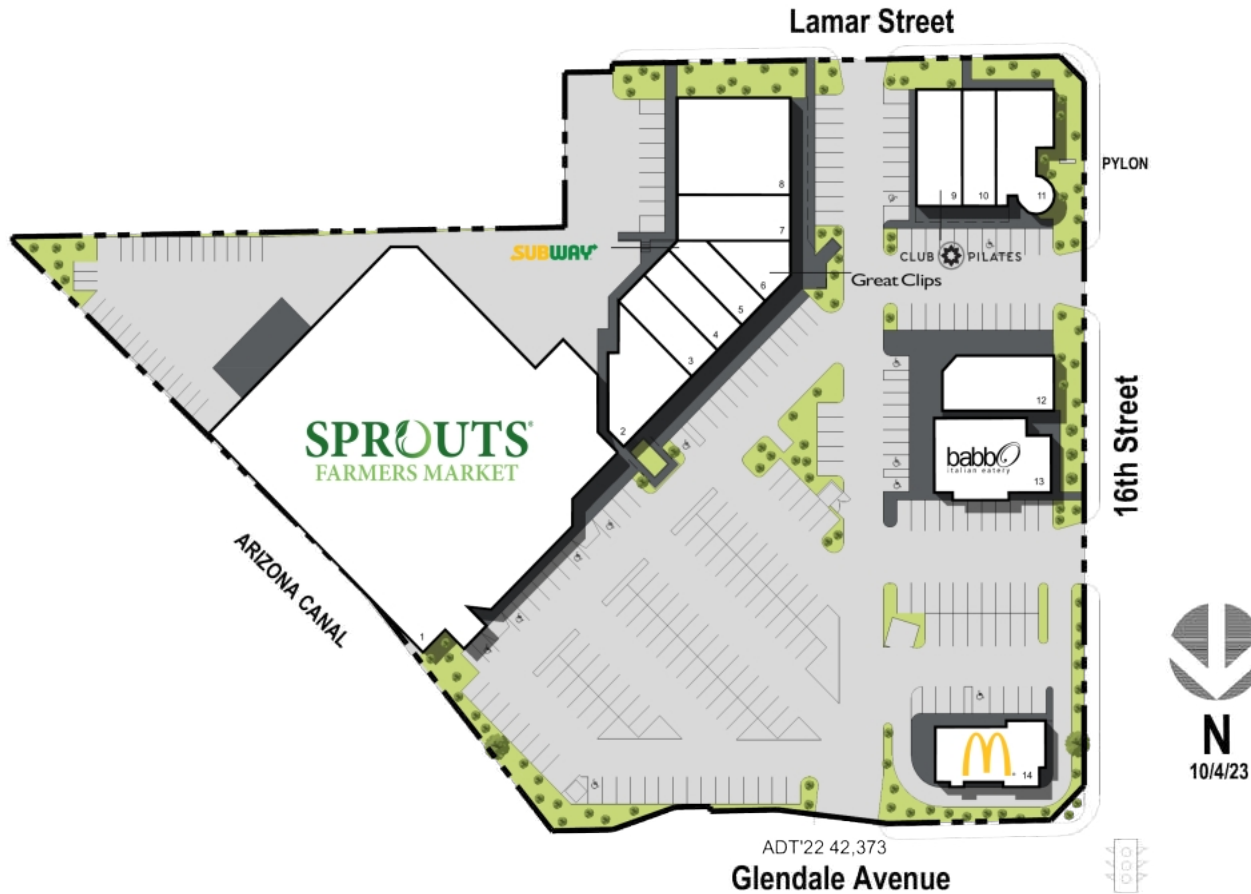 Lamar Street
PYLON
8
9
10
11
7
SUBWAY
CLUB PILATES
6
Great Clips
5
4
3
12
2
SPROUTS
FARMERS MARKET
babbO
italian eatery
13
16th Street
ARIZONA CANAL
1
N
10/4/23
14
ADT'22 42,373
Glendale Avenue